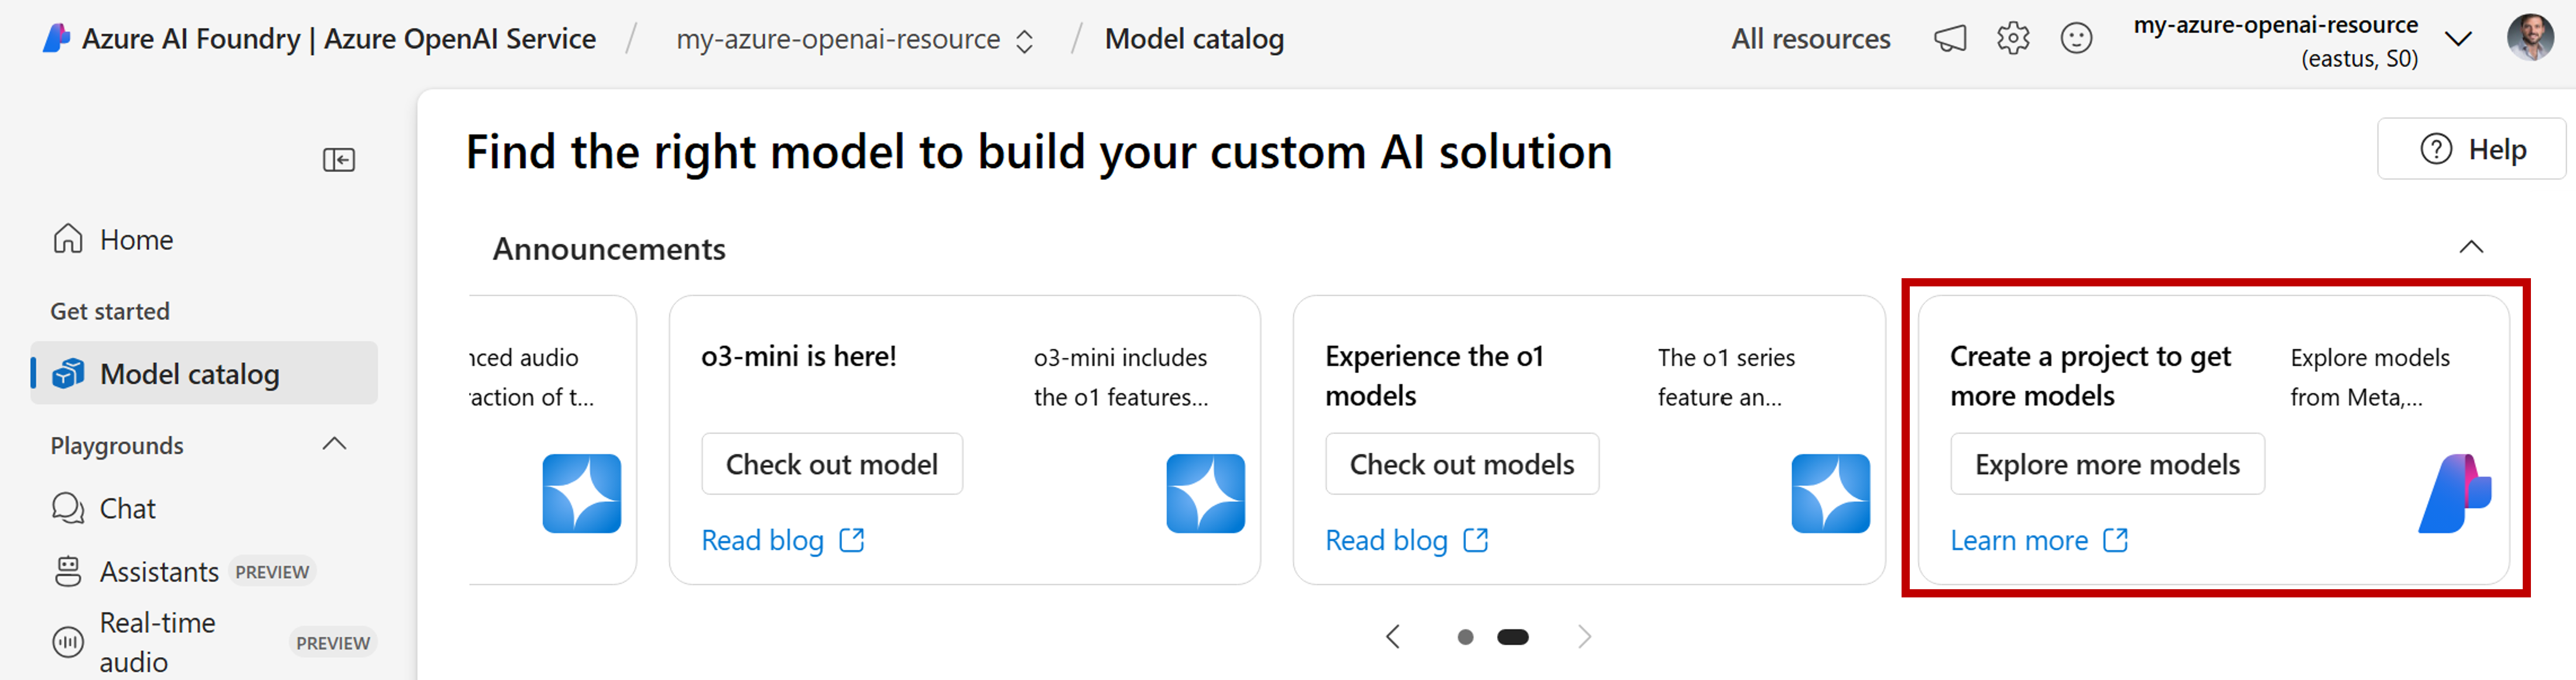 Azure AI Foundry | Azure OpenAI Service / my-azure-openai-resource / Model catalog
All resources
my-azure-openai-resource
(eastus, S0)
Home
Get started
Model catalog
Playgrounds
Chat
Assistants PREVIEW
Real-time
audio
PREVIEW
Find the right model to build your custom AI solution
Help
Announcements
nced audio
raction of t...
o3-mini is here!
o3-mini includes
the o1 features...
Check out model
Read blog
Experience the o1
models
The o1 series
feature an...
Check out models
Read blog
Create a project to get
more models
Explore models
from Meta,...
Explore more models
Learn more